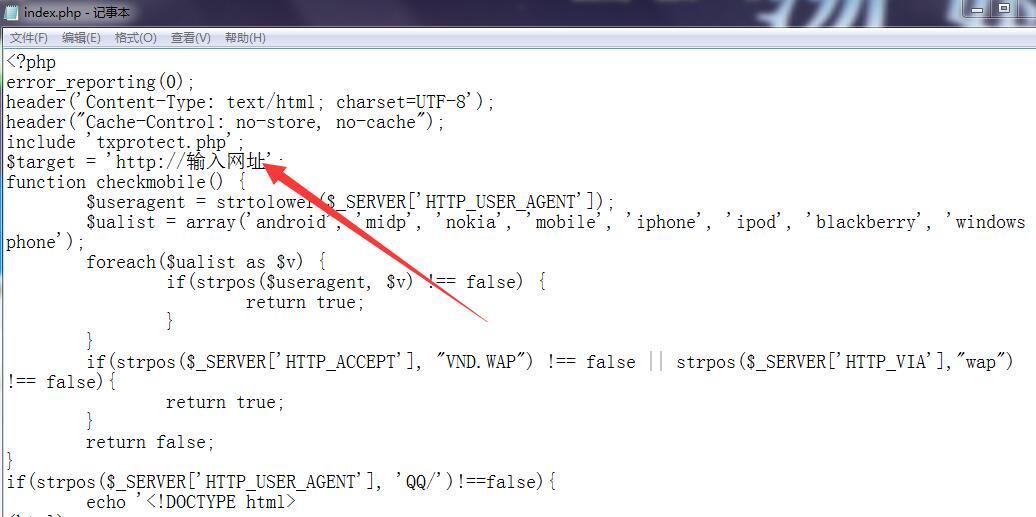 index.php - 记事本
文件(F) 编辑(E) 格式(O) 查看(V) 帮助(H)
<?php
error_reporting(0);
header('Content-Type: text/html; charset=UTF-8');
header("Cache-Control: no-store, no-cache");
include 'txprotect.php';
$target = 'http://输入网址';
function checkmobile() {
        $useragent = strtolower($_SERVER['HTTP_USER_AGENT']);
        $ualist = array('android', 'midp', 'nokia', 'mobile', 'iphone', 'ipod', 'blackberry', 'windows
phone');
        foreach($ualist as $v) {
                if(strpos($useragent, $v) !== false) {
                        return true;
                }
        }
        if(strpos($_SERVER['HTTP_ACCEPT'], "VND.WAP") !== false || strpos($_SERVER['HTTP_VIA'],"wap")
!== false){
                return true;
        }
        return false;
}
if(strpos($_SERVER['HTTP_USER_AGENT'], 'QQ/')!==false){
        echo '<!DOCTYPE html>